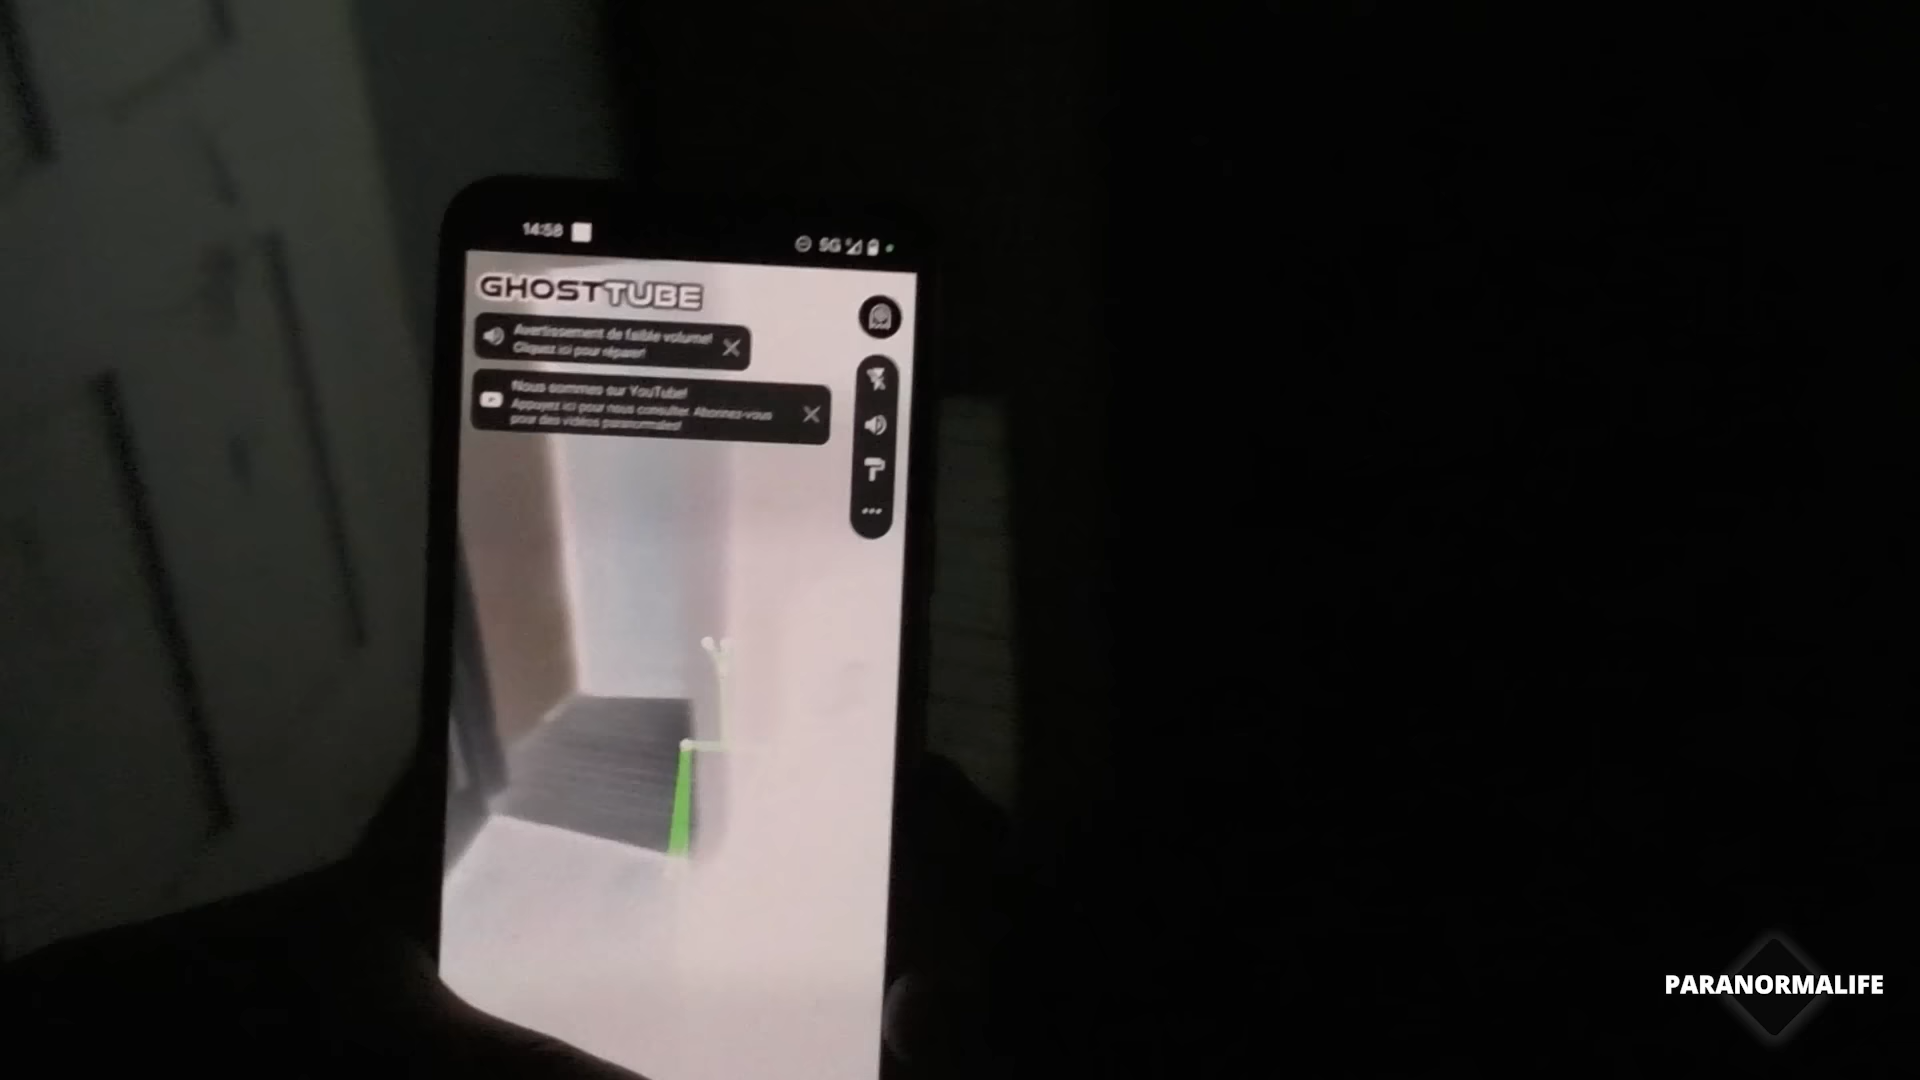 14:58
5G
GHOSTTUBE
Avertissement de faible volume!
Cliquez ici pour réparer!
Nous sommes sur YouTube!
Appuyez ici pour nous consulter. Abonnez-vous
pour des vidéos paranormales!
PARANORMALIFE